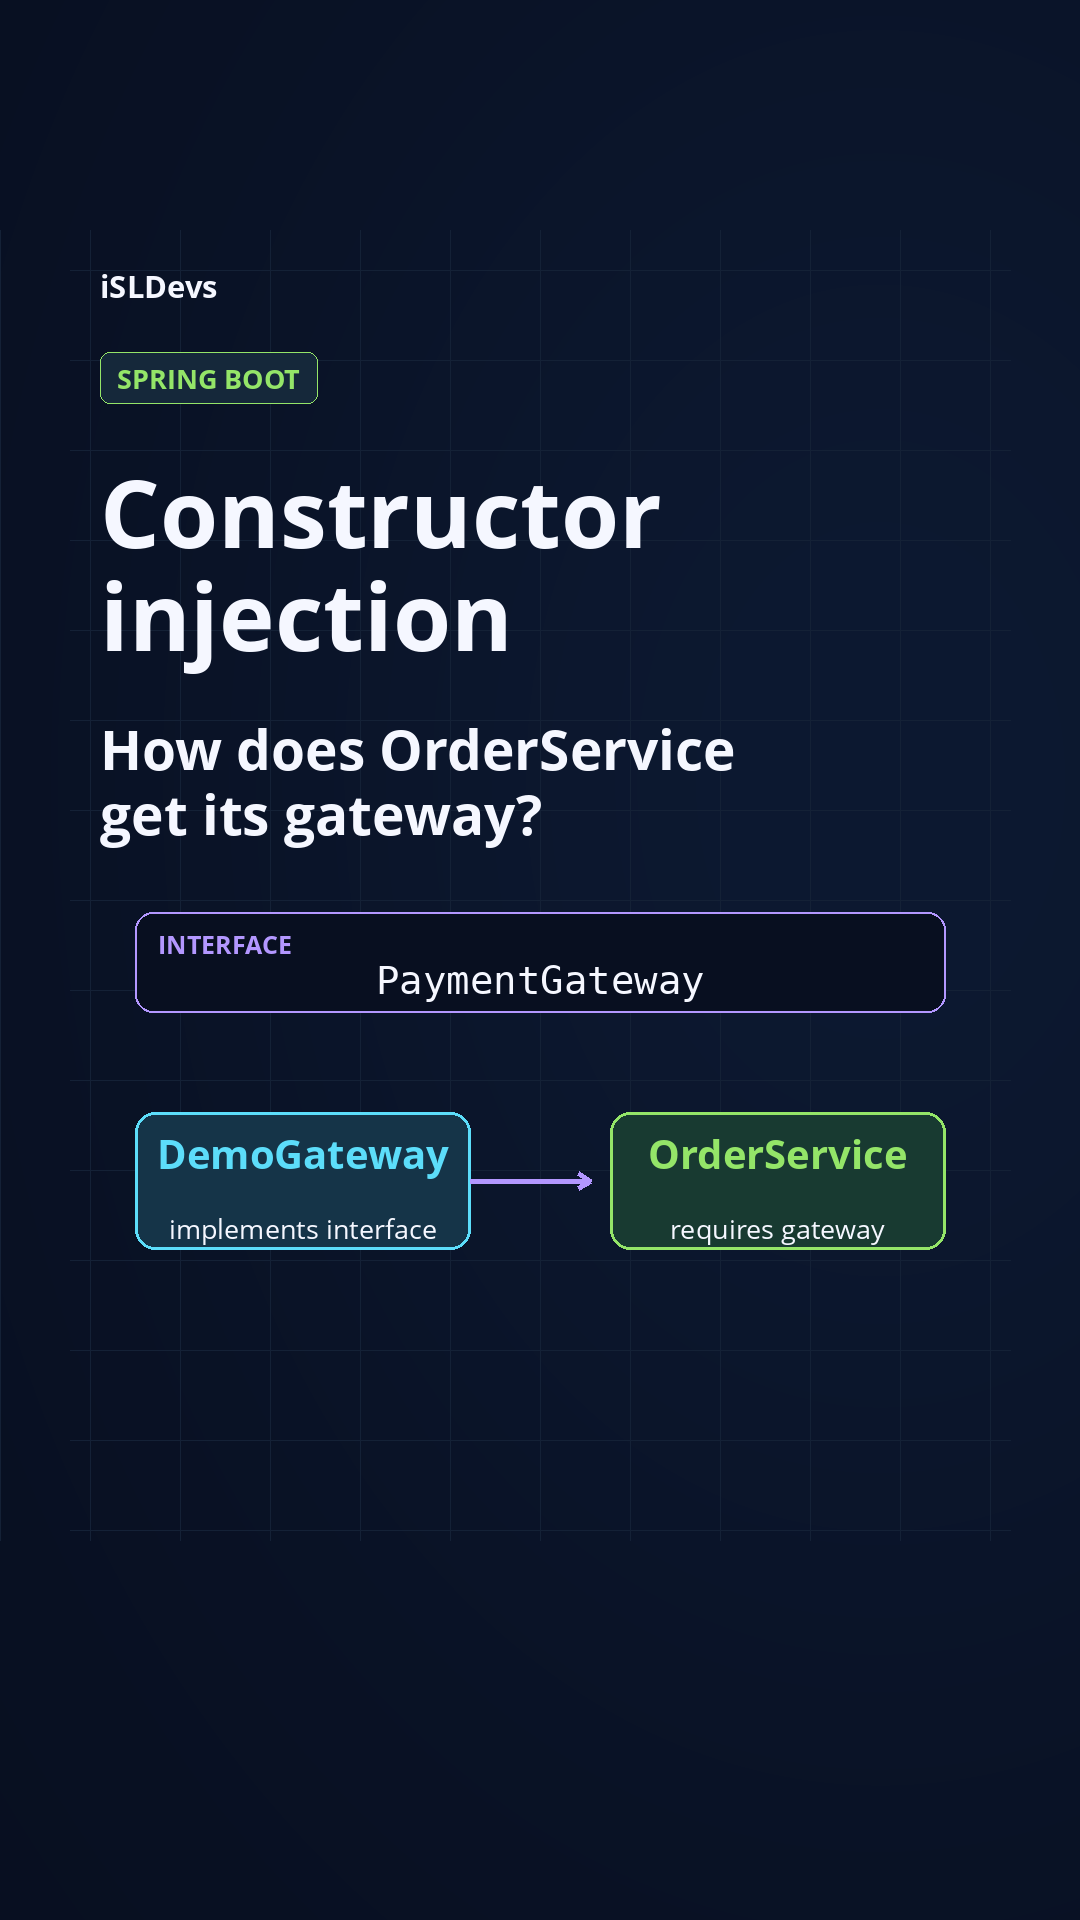 iSLDevs
SPRING BOOT
Constructor
injection
How does OrderService
get its gateway?
INTERFACE
PaymentGateway
DemoGateway
implements interface
OrderService
requires gateway